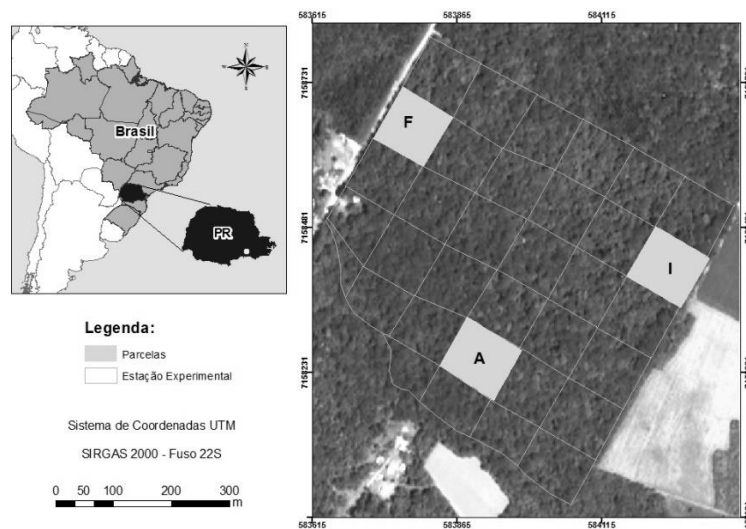 Brasil
PR
Legenda:
Parcelas
Estação Experimental
Sistema de Coordenadas UTM
SIRGAS 2000 - Fuso 22S
0 50 100 200 300
m
583615 583865 584115
7158731
7158481
7158231
F
I
A
583615 583865 584115